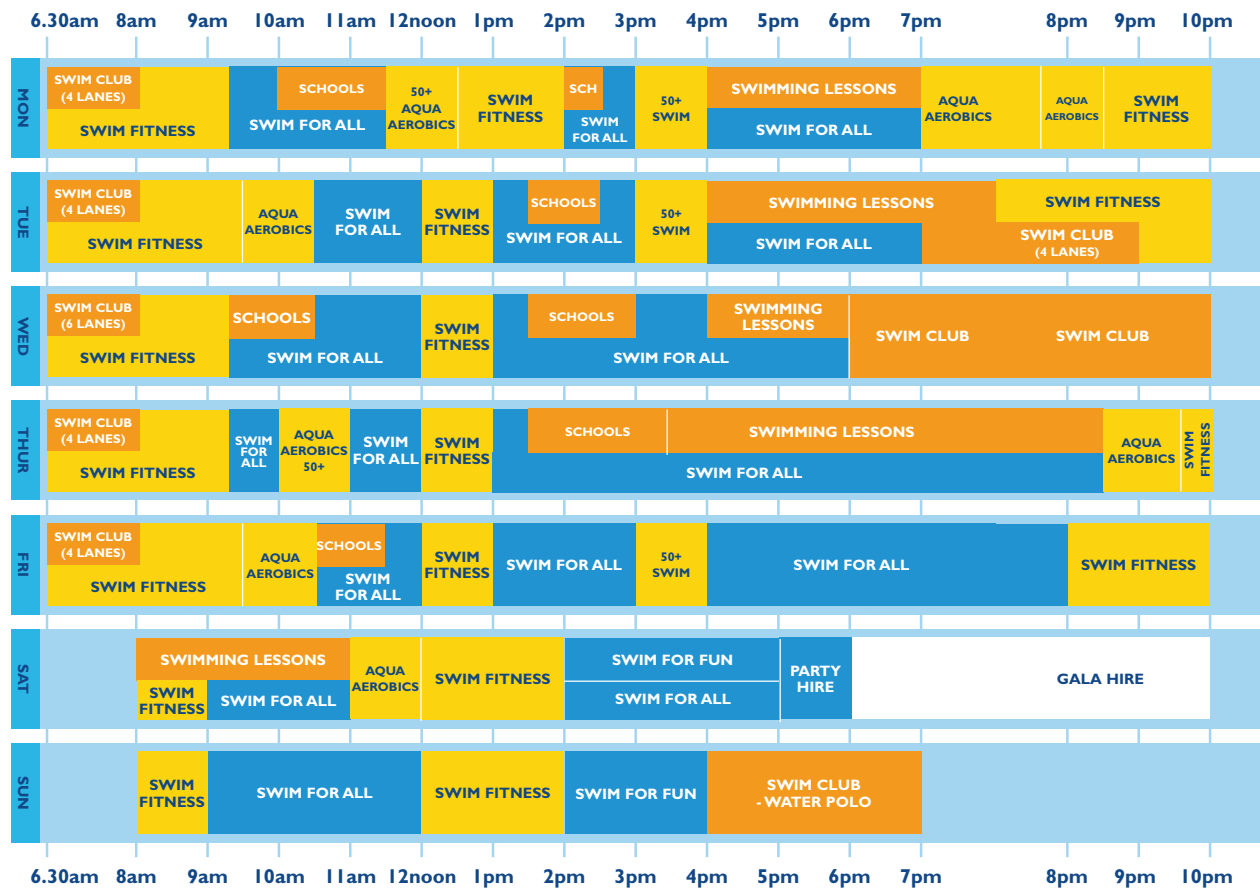 6.30am 8am 9am 10am 11am 12noon 1pm 2pm 3pm 4pm 5pm 6pm 7pm 8pm 9pm 10pm
MON
SWIM CLUB
(4 LANES)
SWIM FITNESS
SCHOOLS
SWIM FOR ALL
50+
AQUA
AEROBICS
SWIM
FITNESS
SCH
SWIM
FOR ALL
50+
SWIM
SWIMMING LESSONS
SWIM FOR ALL
AQUA
AEROBICS
AQUA
AEROBICS
SWIM
FITNESS
TUE
SWIM CLUB
(4 LANES)
SWIM FITNESS
AQUA
AEROBICS
SWIM
FOR ALL
SWIM
FITNESS
SCHOOLS
SWIM FOR ALL
50+
SWIM
SWIMMING LESSONS
SWIM FOR ALL
SWIM FITNESS
SWIM CLUB
(4 LANES)
WED
SWIM CLUB
(6 LANES)
SWIM FITNESS
SCHOOLS
SWIM FOR ALL
SWIM
FITNESS
SCHOOLS
SWIM FOR ALL
SWIMMING
LESSONS
SWIM CLUB
SWIM CLUB
THUR
SWIM CLUB
(4 LANES)
SWIM FITNESS
SWIM
FOR
ALL
AQUA
AEROBICS
50+
SWIM
FOR ALL
SWIM
FITNESS
SCHOOLS
SWIMMING LESSONS
SWIM FOR ALL
AQUA
AEROBICS
SWIM
FITNESS
FRI
SWIM CLUB
(4 LANES)
SWIM FITNESS
AQUA
AEROBICS
SCHOOLS
SWIM
FOR ALL
SWIM
FITNESS
SWIM FOR ALL
50+
SWIM
SWIM FOR ALL
SWIM FITNESS
SAT
SWIMMING LESSONS
SWIM
FITNESS
SWIM FOR ALL
AQUA
AEROBICS
SWIM FITNESS
SWIM FOR FUN
SWIM FOR ALL
PARTY
HIRE
GALA HIRE
SUN
SWIM
FITNESS
SWIM FOR ALL
SWIM FITNESS
SWIM FOR FUN
SWIM CLUB
- WATER POLO
6.30am 8am 9am 10am 11am 12noon 1pm 2pm 3pm 4pm 5pm 6pm 7pm 8pm 9pm 10pm